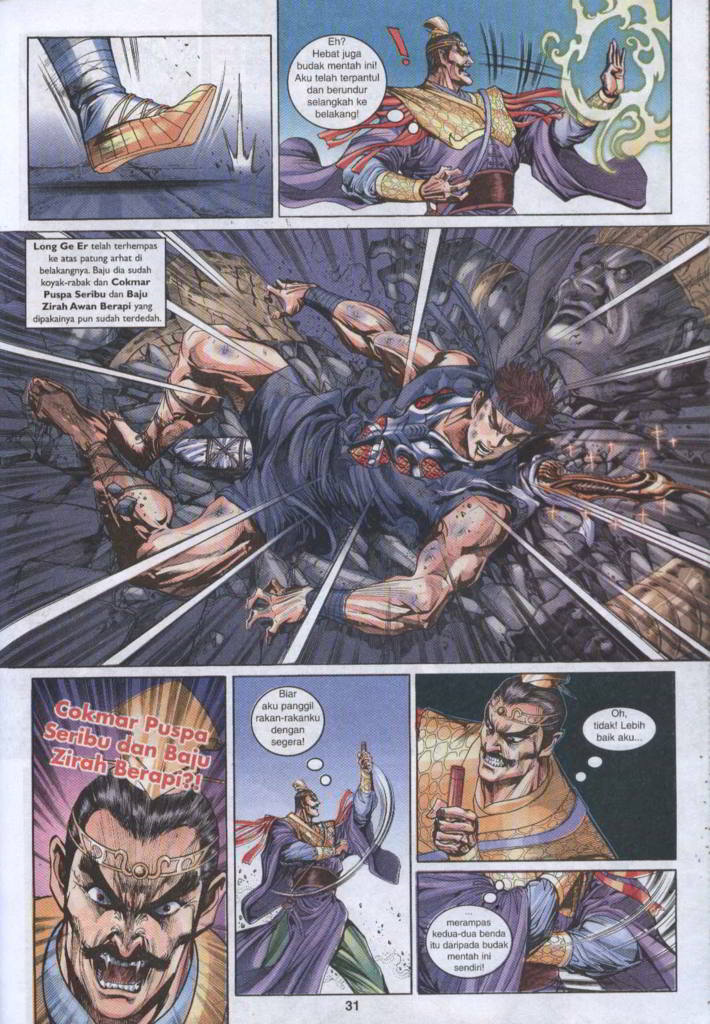 Eh?
Hebat juga
budak mentah ini!
Aku telah terpantul
dan berundur
selangkah ke
belakang!
!
Long Ge Er telah terhempas
ke atas patung arhat di
belakangnya. Baju dia sudah
koyak-rabak dan Cokmar
Puspa Seribu dan Baju
Zirah Awan Berapi yang
dipakainya pun sudah terdedah.
Cokmar Puspa
Seribu dan Baju
Zirah Berapi?!
Biar
aku panggil
rakan-rakanku
dengan
segera!
Oh,
tidak! Lebih
baik aku...
...
merampas
kedua-dua benda
itu daripada budak
mentah ini
sendiri!
31